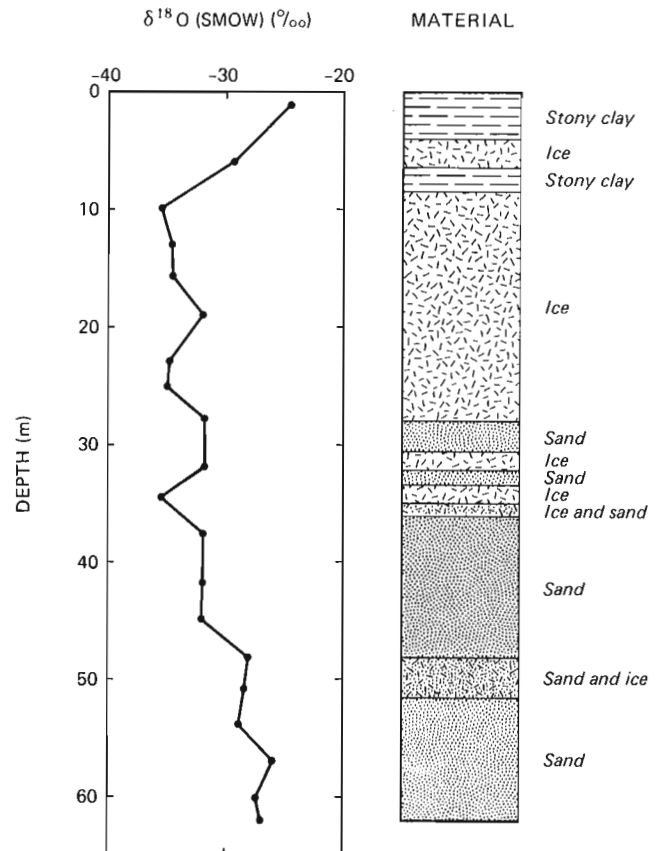 δ¹⁸O (SMOW) (°/₀₀)
MATERIAL
−40
−30
−20
0
10
20
30
40
50
60
DEPTH (m)
Stony clay
Ice
Stony clay
Ice
Sand
Ice
Sand
Ice
Ice and sand
Sand
Sand and ice
Sand